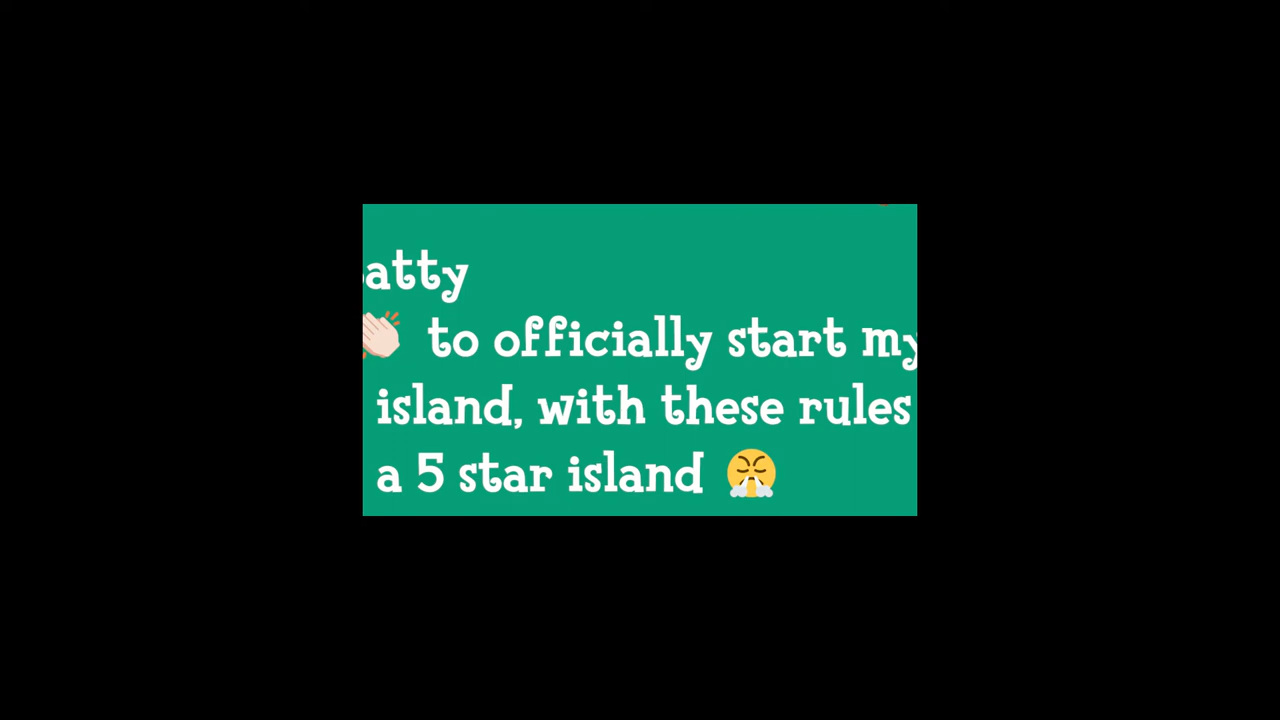 atty
👏🏻 to officially start my
island, with these rules
a 5 star island 😤